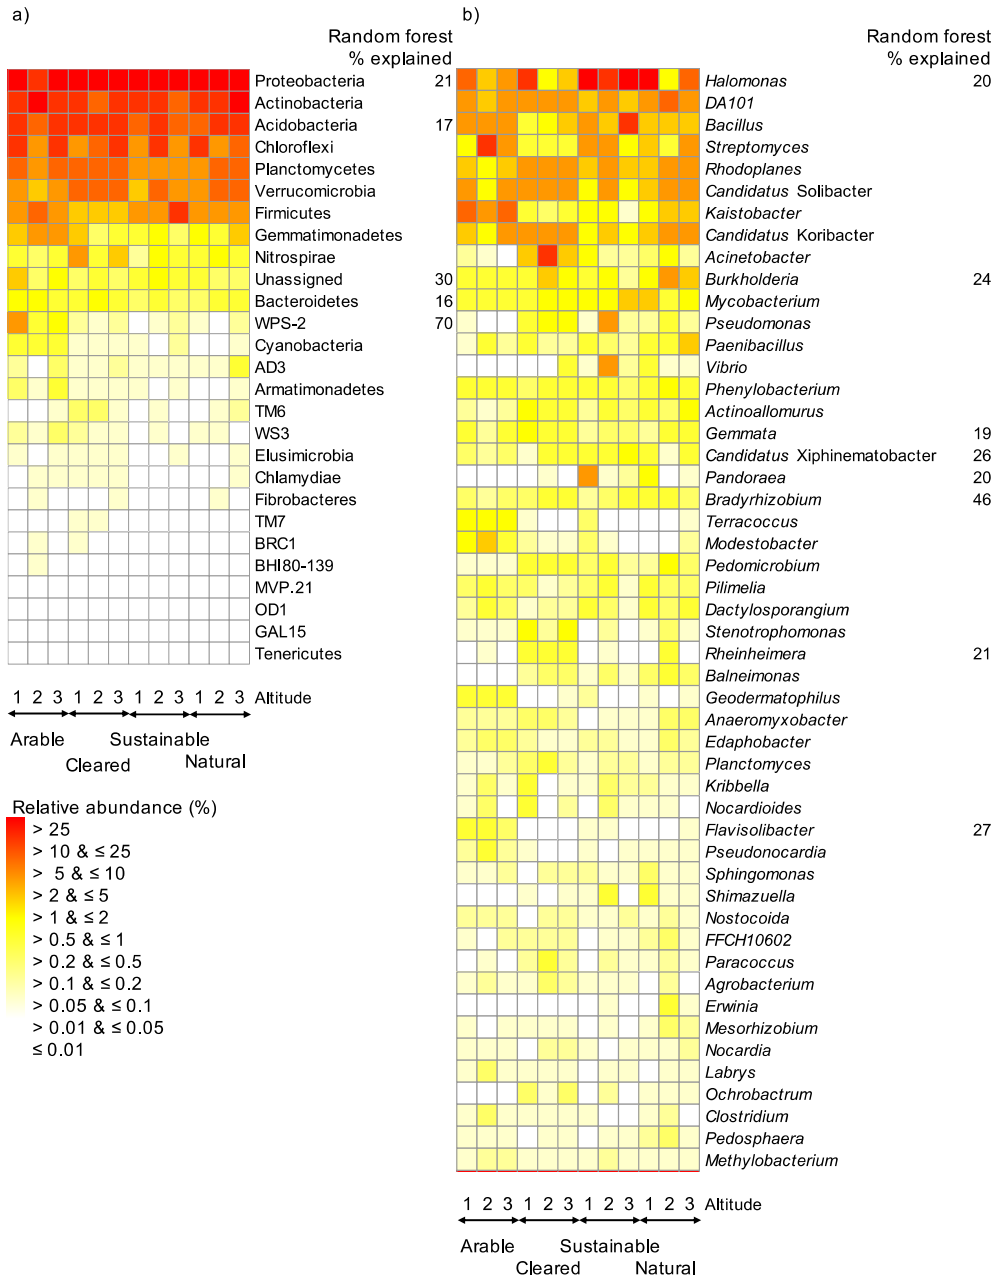 a)
Random forest
% explained
Proteobacteria 21
Actinobacteria
Acidobacteria 17
Chloroflexi
Planctomycetes
Verrucomicrobia
Firmicutes
Gemmatimonadetes
Nitrospirae
Unassigned 30
Bacteroidetes 16
WPS-2 70
Cyanobacteria
AD3
Armatimonadetes
TM6
WS3
Elusimicrobia
Chlamydiae
Fibrobacteres
TM7
BRC1
BHI80-139
MVP.21
OD1
GAL15
Tenericutes
1 2 3 1 2 3 1 2 3 1 2 3 Altitude
Arable Sustainable
Cleared Natural
Relative abundance (%)
> 25
> 10 & ≤ 25
> 5 & ≤ 10
> 2 & ≤ 5
> 1 & ≤ 2
> 0.5 & ≤ 1
> 0.2 & ≤ 0.5
> 0.1 & ≤ 0.2
> 0.05 & ≤ 0.1
> 0.01 & ≤ 0.05
≤ 0.01
b)
Random forest
% explained
Halomonas 20
DA101
Bacillus
Streptomyces
Rhodoplanes
Candidatus Solibacter
Kaistobacter
Candidatus Koribacter
Acinetobacter
Burkholderia 24
Mycobacterium
Pseudomonas
Paenibacillus
Vibrio
Phenylobacterium
Actinoallomurus
Gemmata 19
Candidatus Xiphinematobacter 26
Pandoraea 20
Bradyrhizobium 46
Terracoccus
Modestobacter
Pedomicrobium
Pilimelia
Dactylosporangium
Stenotrophomonas
Rheinheimera 21
Balneimonas
Geodermatophilus
Anaeromyxobacter
Edaphobacter
Planctomyces
Kribbella
Nocardioides
Flavisolibacter 27
Pseudonocardia
Sphingomonas
Shimazuella
Nostocoida
FFCH10602
Paracoccus
Agrobacterium
Erwinia
Mesorhizobium
Nocardia
Labrys
Ochrobactrum
Clostridium
Pedosphaera
Methylobacterium
1 2 3 1 2 3 1 2 3 1 2 3 Altitude
Arable Sustainable
Cleared Natural